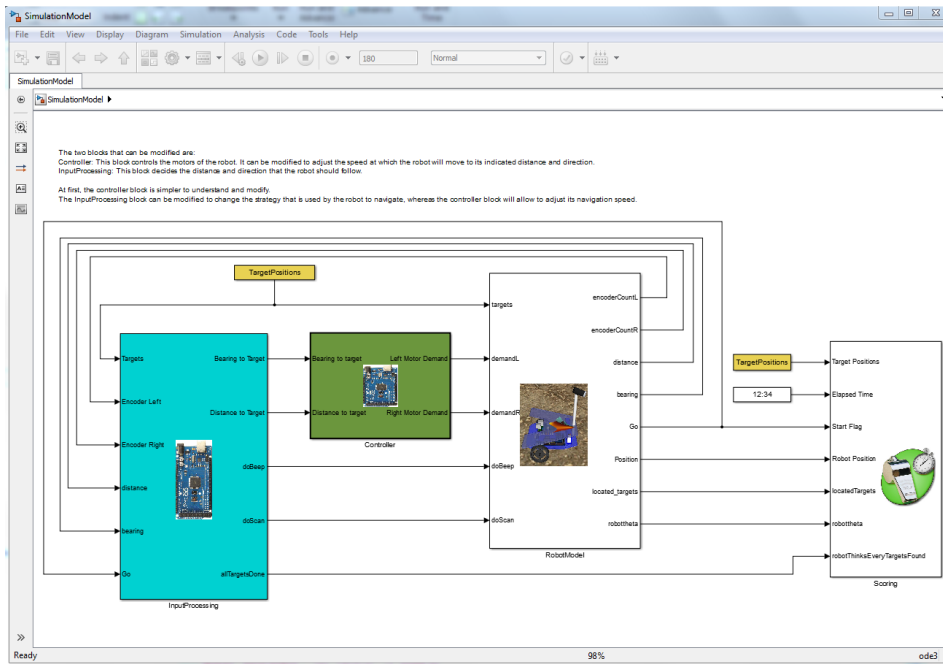 SimulationModel
File Edit View Display Diagram Simulation Analysis Code Tools Help
180
Normal
SimulationModel
SimulationModel
The two blocks that can be modified are:
Controller: This block controls the motors of the robot. It can be modified to adjust the speed at which the robot will move to its indicated distance and direction.
InputProcessing: This block decides the distance and direction that the robot should follow.
At first, the controller block is simpler to understand and modify.
The InputProcessing block can be modified to change the strategy that is used by the robot to navigate, whereas the controller block will allow to adjust its navigation speed.
TargetPositions
Targets
Encoder Left
Encoder Right
distance
bearing
Go
Bearing to Target
Distance to Target
doBeep
doScan
allTargetsDone
InputProcessing
Bearing to target
Distance to target
Left Motor Demand
Right Motor Demand
Controller
targets
demandL
demandR
doBeep
doScan
encoderCountL
encoderCountR
distance
bearing
Go
Position
located_targets
robottheta
RobotModel
TargetPositions
12:34
Target Positions
Elapsed Time
Start Flag
Robot Position
locatedTargets
robottheta
robotThinksEveryTargetsFound
Scoring
Ready
98%
ode3